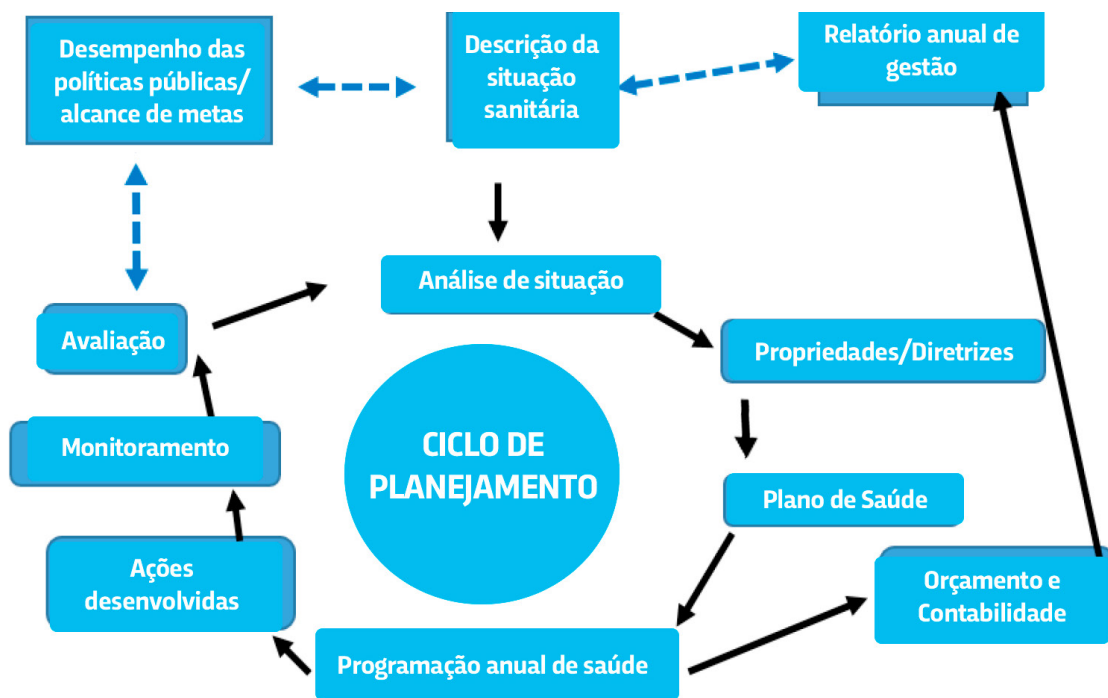 Desempenho das
políticas públicas/
alcance de metas
Descrição da
situação
sanitária
Relatório anual de
gestão
Análise de situação
Avaliação
Propriedades/Diretrizes
Monitoramento
CICLO DE
PLANEJAMENTO
Plano de Saúde
Ações
desenvolvidas
Orçamento e
Contabilidade
Programação anual de saúde